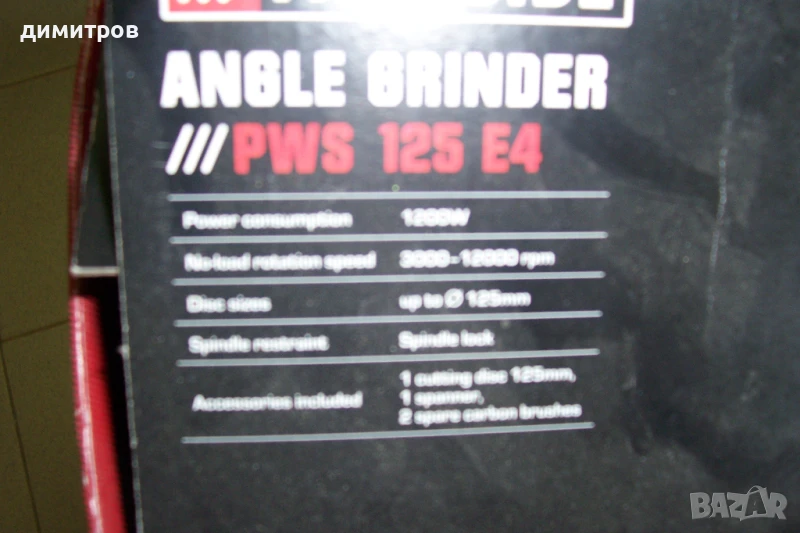 димитров
ANGLE GRINDER
/// PWS 125 E4
Power consumption 1200W
No-load rotation speed 3000-12000 rpm
Disc sizes up to Ø 125mm
Spindle restraint Spindle lock
Accessories included 1 cutting disc 125mm,
1 spanner,
2 spare carbon brushes
BAZAR